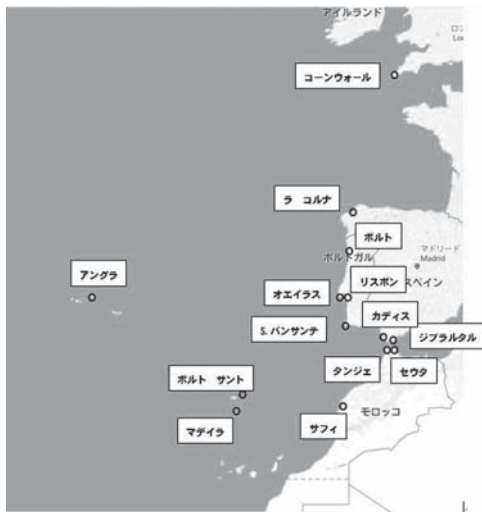 アイルランド
ロン
Lon
コーンウォール
ラ コルナ
ポルト
ポルトガル
マドリード
Madrid
アングラ
オエイラス
リスボン
スペイン
カディス
S.バンサンテ
ジブラルタル
タンジェ
セウタ
ポルト サント
マデイラ
サフィ
モロッコ